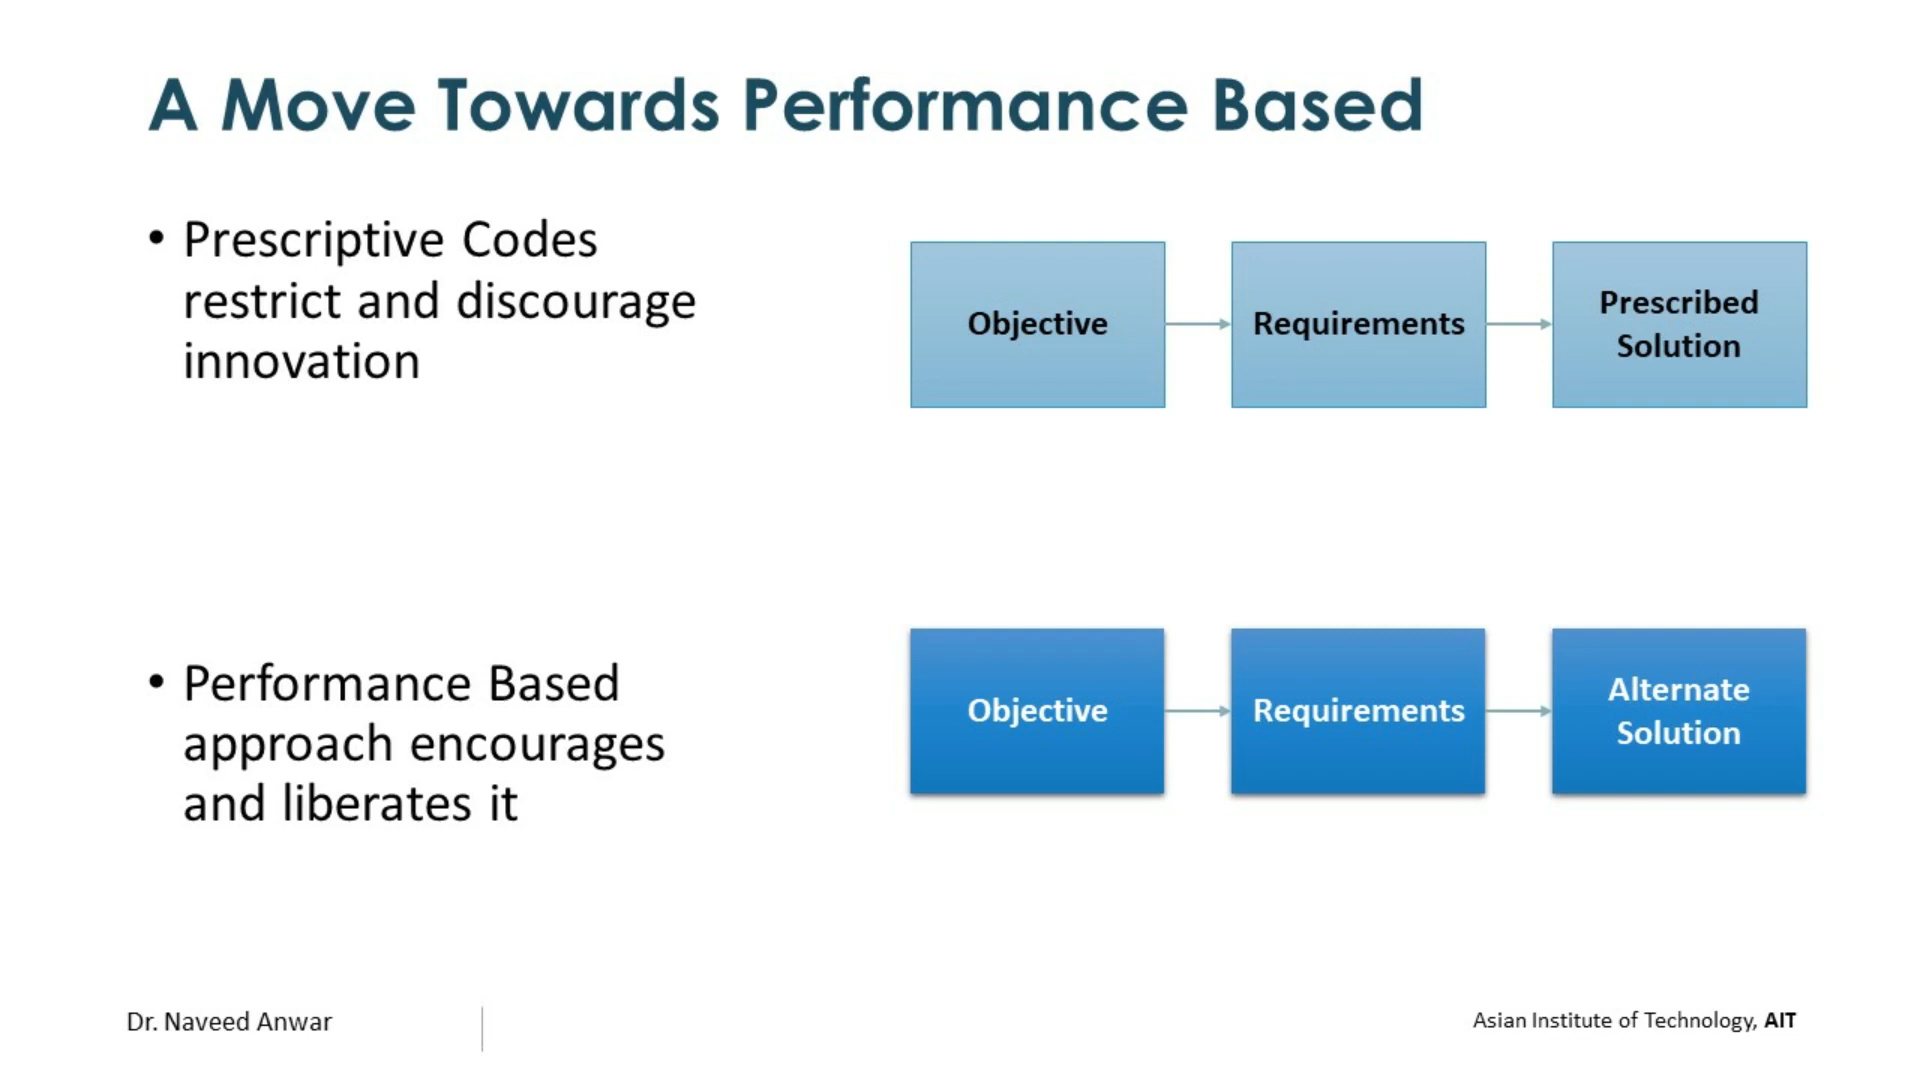 A Move Towards Performance Based
• Prescriptive Codes
restrict and discourage
innovation
Objective
Requirements
Prescribed
Solution
• Performance Based
approach encourages
and liberates it
Objective
Requirements
Alternate
Solution
Dr. Naveed Anwar
Asian Institute of Technology, AIT